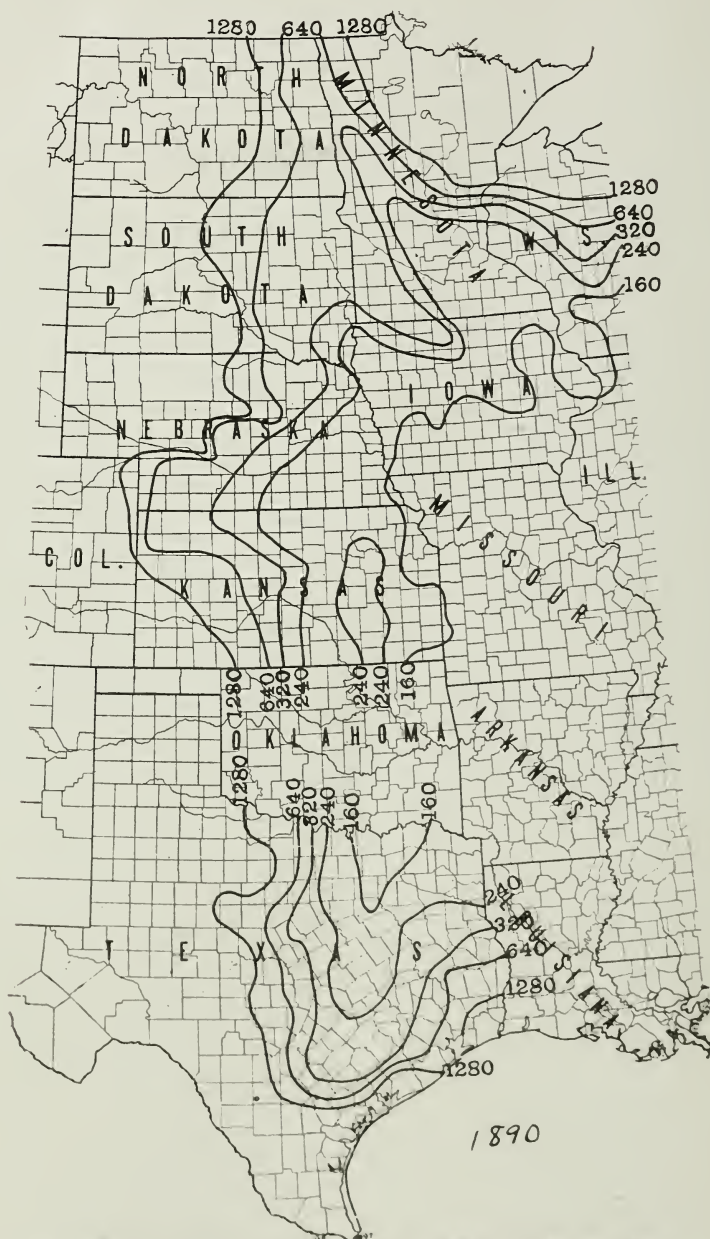 1280 640 1280
NORTH
DAKOTA
MINNESOTA
1280
640
320
240
WIS.
SOUTH
DAKOTA
160
IOWA
NEBRASKA
ILL.
MISSOURI
COL.
KANSAS
1280 640 320 240 240 240 160
OKLAHOMA
ARKANSAS
1280 640 320 240 160 160
240
LOUISIANA
320
TEXAS
640
1280
1280
1890